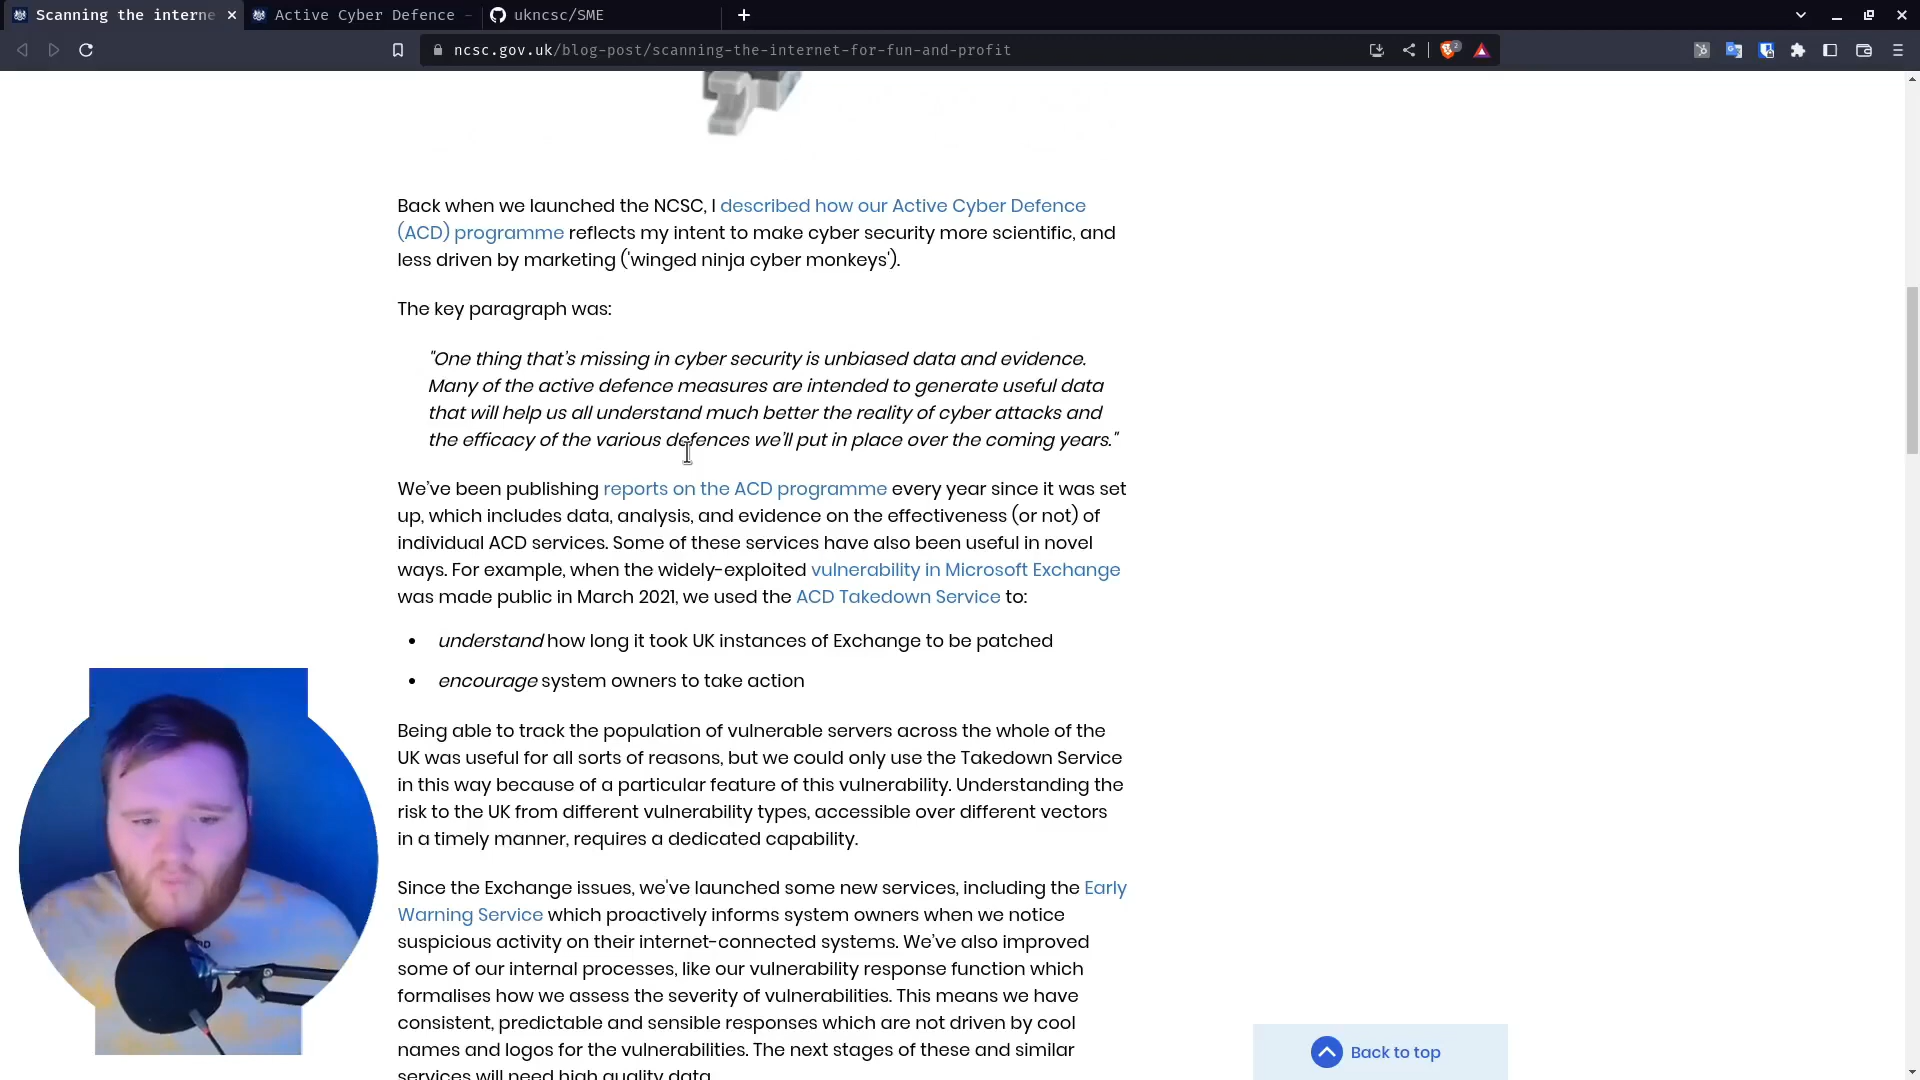 Scanning the interne
Active Cyber Defence -
ukncsc/SME
ncsc.gov.uk/blog-post/scanning-the-internet-for-fun-and-profit
2
Back when we launched the NCSC, I described how our Active Cyber Defence
(ACD) programme reflects my intent to make cyber security more scientific, and
less driven by marketing ('winged ninja cyber monkeys').
The key paragraph was:
"One thing that's missing in cyber security is unbiased data and evidence.
Many of the active defence measures are intended to generate useful data
that will help us all understand much better the reality of cyber attacks and
the efficacy of the various defences we'll put in place over the coming years."
We've been publishing reports on the ACD programme every year since it was set
up, which includes data, analysis, and evidence on the effectiveness (or not) of
individual ACD services. Some of these services have also been useful in novel
ways. For example, when the widely-exploited vulnerability in Microsoft Exchange
was made public in March 2021, we used the ACD Takedown Service to:
• understand how long it took UK instances of Exchange to be patched
• encourage system owners to take action
Being able to track the population of vulnerable servers across the whole of the
UK was useful for all sorts of reasons, but we could only use the Takedown Service
in this way because of a particular feature of this vulnerability. Understanding the
risk to the UK from different vulnerability types, accessible over different vectors
in a timely manner, requires a dedicated capability.
Since the Exchange issues, we've launched some new services, including the Early
Warning Service which proactively informs system owners when we notice
suspicious activity on their internet-connected systems. We've also improved
some of our internal processes, like our vulnerability response function which
formalises how we assess the severity of vulnerabilities. This means we have
consistent, predictable and sensible responses which are not driven by cool
names and logos for the vulnerabilities. The next stages of these and similar
services will need high quality data.
Back to top